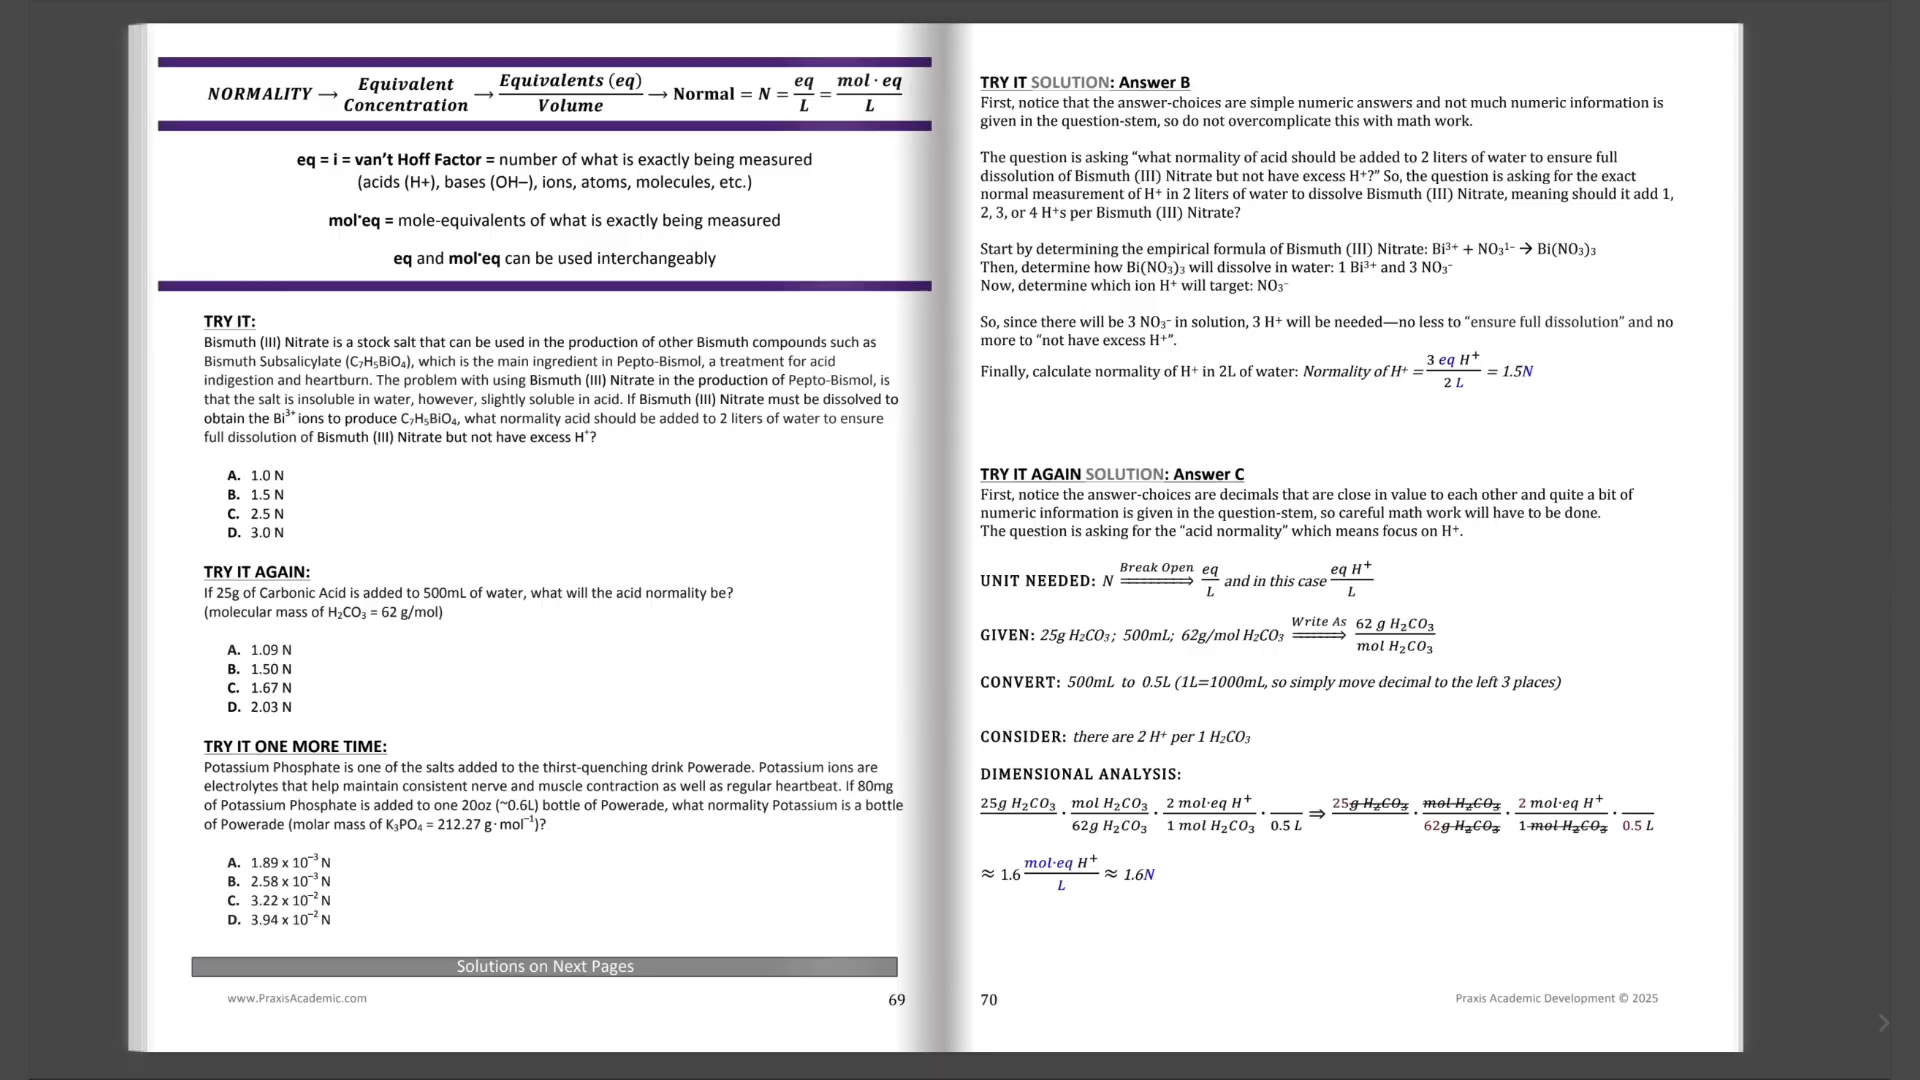 NORMALITY → Equivalent Concentration → Equivalents (eq) / Volume → Normal = N = eq / L = mol · eq / L
eq = i = van’t Hoff Factor = number of what is exactly being measured
(acids (H+), bases (OH–), ions, atoms, molecules, etc.)
mol·eq = mole-equivalents of what is exactly being measured
eq and mol·eq can be used interchangeably
TRY IT:
Bismuth (III) Nitrate is a stock salt that can be used in the production of other Bismuth compounds such as
Bismuth Subsalicylate (C₇H₅BiO₄), which is the main ingredient in Pepto-Bismol, a treatment for acid
indigestion and heartburn. The problem with using Bismuth (III) Nitrate in the production of Pepto-Bismol, is
that the salt is insoluble in water, however, slightly soluble in acid. If Bismuth (III) Nitrate must be dissolved to
obtain the Bi³⁺ ions to produce C₇H₅BiO₄, what normality acid should be added to 2 liters of water to ensure
full dissolution of Bismuth (III) Nitrate but not have excess H⁺?
A. 1.0 N
B. 1.5 N
C. 2.5 N
D. 3.0 N
TRY IT AGAIN:
If 25g of Carbonic Acid is added to 500mL of water, what will the acid normality be?
(molecular mass of H₂CO₃ = 62 g/mol)
A. 1.09 N
B. 1.50 N
C. 1.67 N
D. 2.03 N
TRY IT ONE MORE TIME:
Potassium Phosphate is one of the salts added to the thirst-quenching drink Powerade. Potassium ions are
electrolytes that help maintain consistent nerve and muscle contraction as well as regular heartbeat. If 80mg
of Potassium Phosphate is added to one 20oz (~0.6L) bottle of Powerade, what normality Potassium is a bottle
of Powerade (molar mass of K₃PO₄ = 212.27 g·mol⁻¹)?
A. 1.89 x 10⁻³ N
B. 2.58 x 10⁻³ N
C. 3.22 x 10⁻² N
D. 3.94 x 10⁻² N
Solutions on Next Pages
www.PraxisAcademic.com 69
TRY IT SOLUTION: Answer B
First, notice that the answer-choices are simple numeric answers and not much numeric information is
given in the question-stem, so do not overcomplicate this with math work.
The question is asking “what normality of acid should be added to 2 liters of water to ensure full
dissolution of Bismuth (III) Nitrate but not have excess H⁺?” So, the question is asking for the exact
normal measurement of H⁺ in 2 liters of water to dissolve Bismuth (III) Nitrate, meaning should it add 1,
2, 3, or 4 H⁺s per Bismuth (III) Nitrate?
Start by determining the empirical formula of Bismuth (III) Nitrate: Bi³⁺ + NO₃¹⁻ → Bi(NO₃)₃
Then, determine how Bi(NO₃)₃ will dissolve in water: 1 Bi³⁺ and 3 NO₃⁻
Now, determine which ion H⁺ will target: NO₃⁻
So, since there will be 3 NO₃⁻ in solution, 3 H⁺ will be needed—no less to “ensure full dissolution” and no
more to “not have excess H⁺”.
Finally, calculate normality of H⁺ in 2L of water: Normality of H⁺ = 3 eq H⁺ / 2 L = 1.5N
TRY IT AGAIN SOLUTION: Answer C
First, notice the answer-choices are decimals that are close in value to each other and quite a bit of
numeric information is given in the question-stem, so careful math work will have to be done.
The question is asking for the “acid normality” which means focus on H⁺.
UNIT NEEDED: N Break Open ⟹ eq / L and in this case eq H⁺ / L
GIVEN: 25g H₂CO₃; 500mL; 62g/mol H₂CO₃ Write As ⟹ 62 g H₂CO₃ / mol H₂CO₃
CONVERT: 500mL to 0.5L (1L=1000mL, so simply move decimal to the left 3 places)
CONSIDER: there are 2 H⁺ per 1 H₂CO₃
DIMENSIONAL ANALYSIS:
25g H₂CO₃ / · mol H₂CO₃ / 62g H₂CO₃ · 2 mol·eq H⁺ / 1 mol H₂CO₃ · / 0.5 L ⇒ 25g H₂CO₃ / · mol H₂CO₃ / 62g H₂CO₃ · 2 mol·eq H⁺ / 1 mol H₂CO₃ · / 0.5 L
≈ 1.6 mol·eq H⁺ / L ≈ 1.6N
70 Praxis Academic Development © 2025